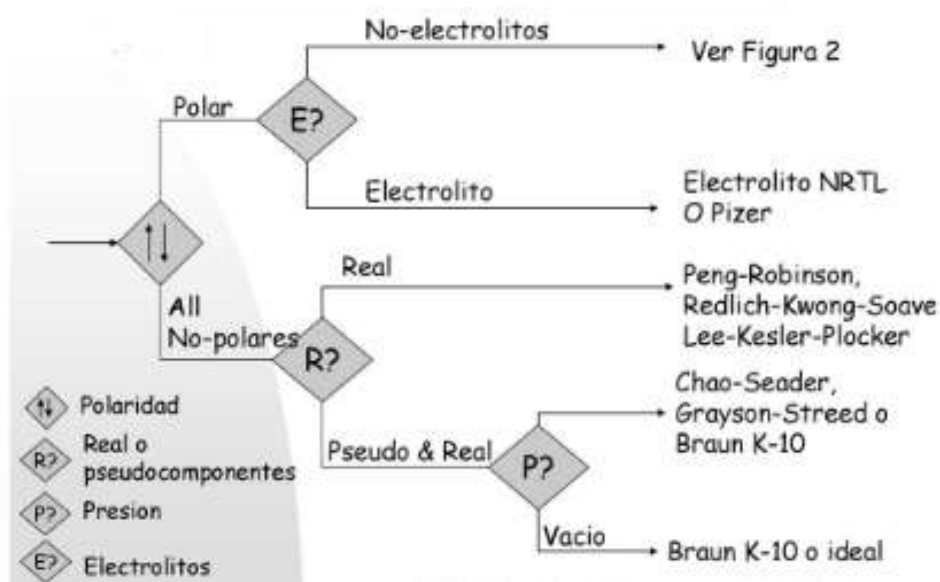 No-electrolitos
Ver Figura 2
Polar
E?
Electrolito
Electrolito NRTL
O Pizer
Real
Peng-Robinson,
Redlich-Kwong-Soave
Lee-Kesler-Plocker
All
No-polares
R?
Chao-Seader,
Grayson-Streed o
Braun K-10
Pseudo & Real
P?
Vacio
Braun K-10 o ideal
Polaridad
R?
Real o
pseudocomponentes
P?
Presion
E?
Electrolitos